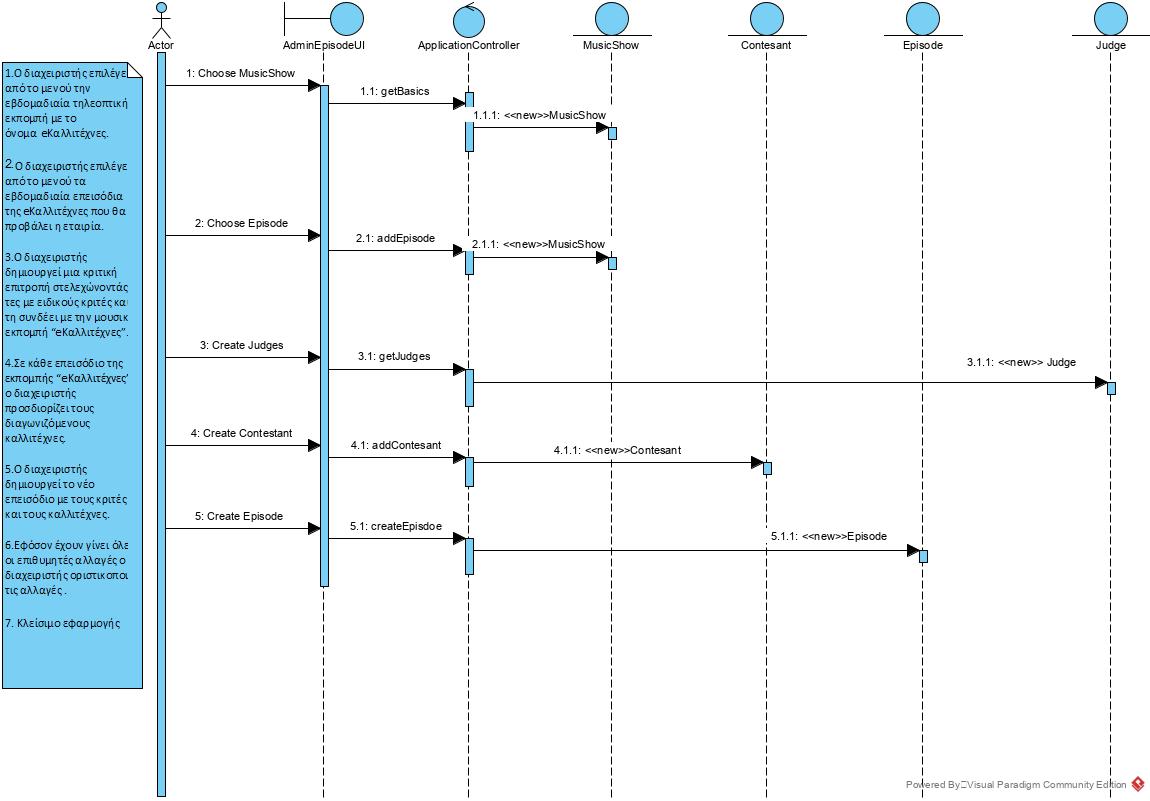 Actor
AdminEpisodeUI
ApplicationController
MusicShow
Contesant
Episode
Judge
1.Ο διαχειριστής επιλέγε
από το μενού την
εβδομαδιαία τηλεοπτική
εκπομπή με το
όνομα eΚαλλιτέχνες.
2.Ο διαχειριστής επιλέγε
από το μενού τα
εβδομαδιαία επεισόδια
της eΚαλλιτέχνες που θα
προβάλει η εταιρία.
3.Ο διαχειριστής
δημιουργεί μια κριτική
επιτροπή στελεχώνοντάς
τες με ειδικούς κριτές και
τη συνδέει με την μουσικ
εκπομπή “eΚαλλιτέχνες”.
4.Σε κάθε επεισόδιο της
εκπομπής “eΚαλλιτέχνες”
ο διαχειριστής
προσδιορίζει τους
διαγωνιζόμενους
καλλιτέχνες.
5.Ο διαχειριστής
δημιουργεί το νέο
επεισόδιο με τους κριτές
και τους καλλιτέχνες.
6.Εφόσον έχουν γίνει όλε
οι επιθυμητές αλλαγές ο
διαχειριστής οριστικοποι
τις αλλαγές .
7. Κλείσιμο εφαρμογής
1: Choose MusicShow
1.1: getBasics
1.1.1: <<new>>MusicShow
2: Choose Episode
2.1: addEpisode
2.1.1: <<new>>MusicShow
3: Create Judges
3.1: getJudges
3.1.1: <<new>> Judge
4: Create Contestant
4.1: addContesant
4.1.1: <<new>>Contesant
5: Create Episode
5.1: createEpisdoe
5.1.1: <<new>>Episode
Powered By Visual Paradigm Community Edition